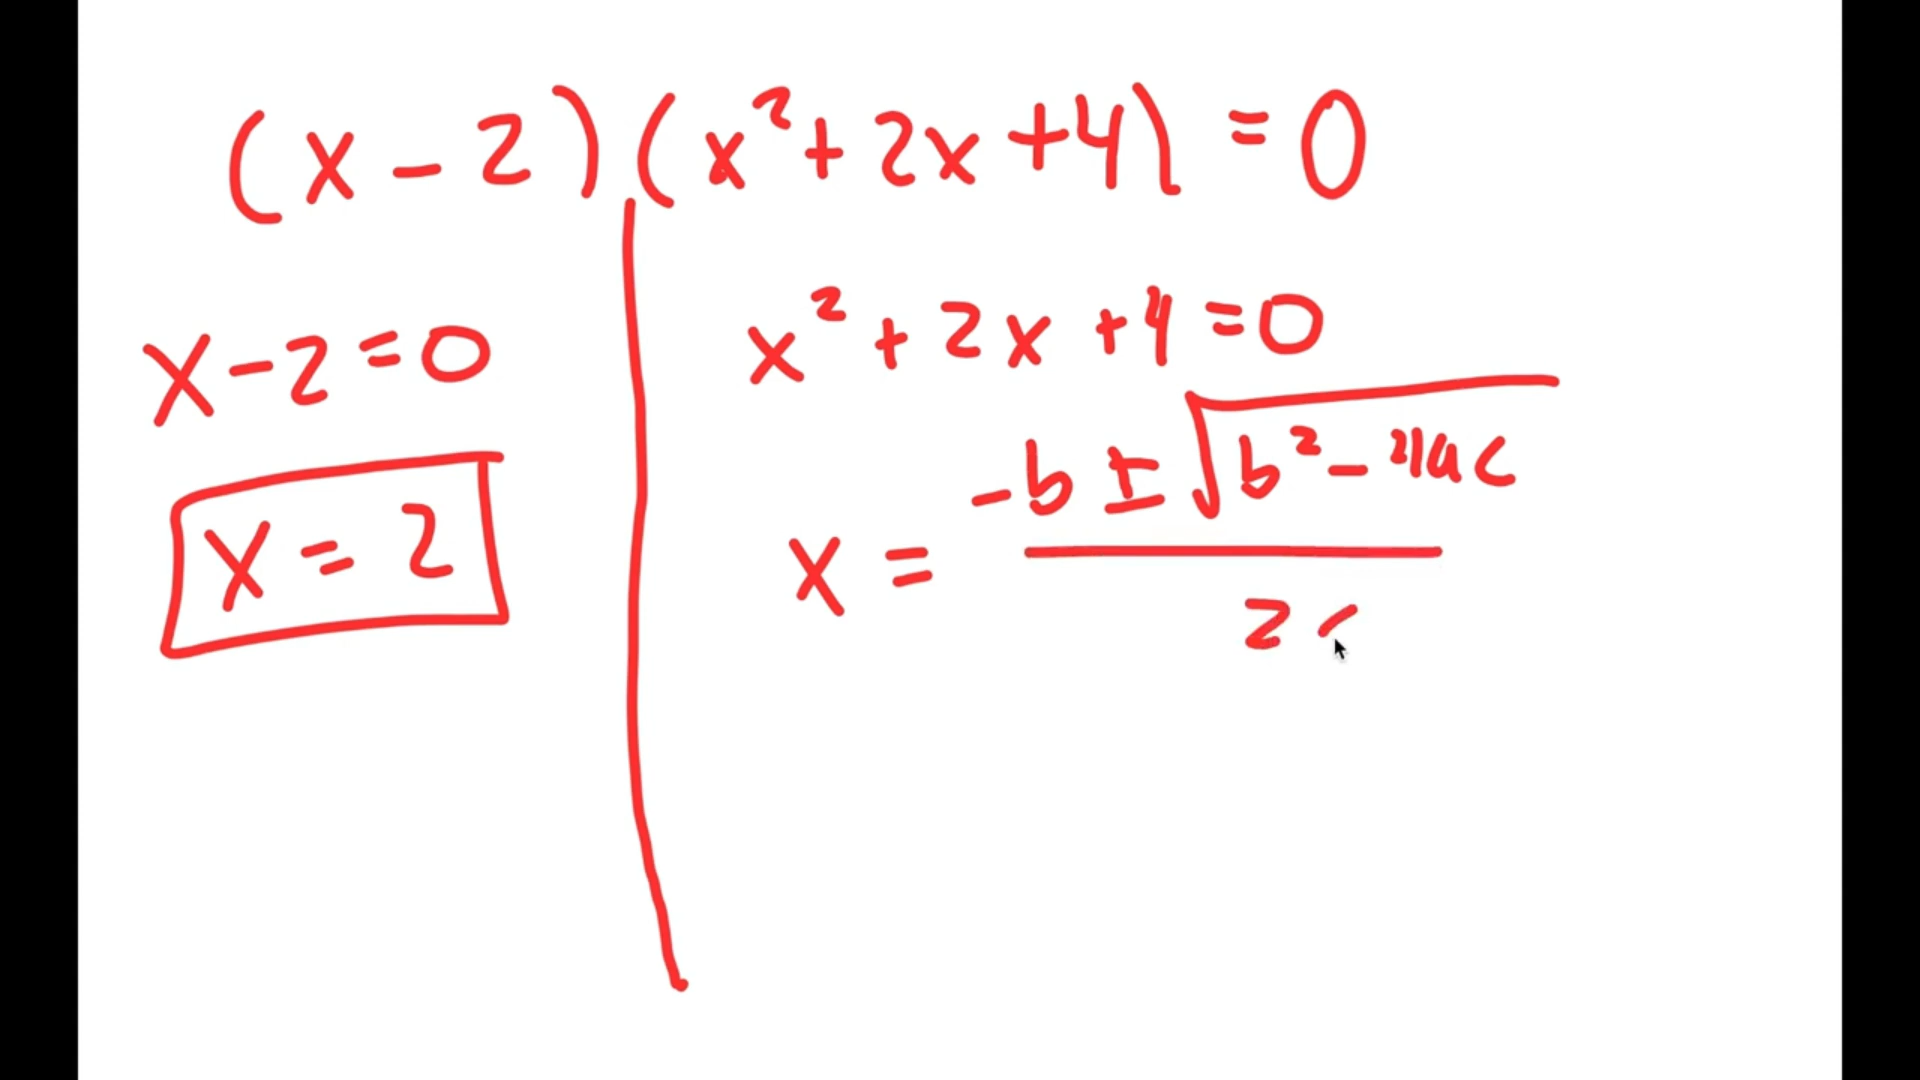 (x - 2)(x² + 2x + 4) = 0
x - 2 = 0
x = 2
x² + 2x + 4 = 0
x = -b ± √b² - 4ac
2